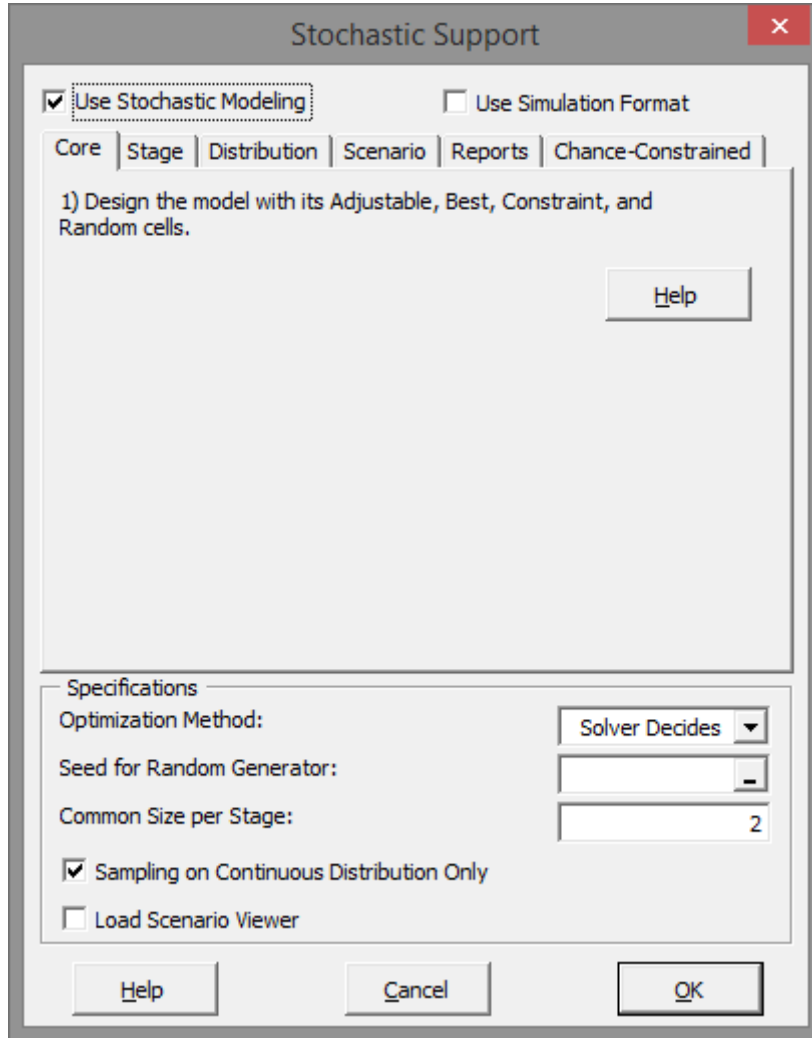 Stochastic Support
Use Stochastic Modeling
Use Simulation Format
Core Stage Distribution Scenario Reports Chance-Constrained
1) Design the model with its Adjustable, Best, Constraint, and
Random cells.
Help
Specifications
Optimization Method:
Solver Decides
Seed for Random Generator:
Common Size per Stage:
2
Sampling on Continuous Distribution Only
Load Scenario Viewer
Help
Cancel
OK